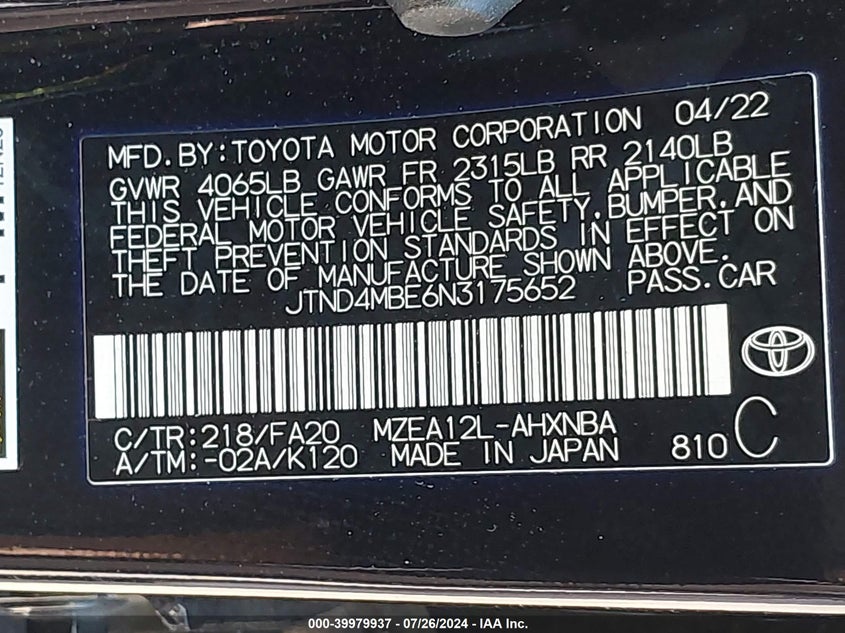 MFD.BY:TOYOTA MOTOR CORPORATION 04/22
GVWR 4065LB GAWR FR 2315LB RR 2140LB
THIS VEHICLE CONFORMS TO ALL APPLICABLE
FEDERAL MOTOR VEHICLE SAFETY,BUMPER,AND
THEFT PREVENTION STANDARDS IN EFFECT ON
THE DATE OF MANUFACTURE SHOWN ABOVE.
JTND4MBE6N3175652 PASS.CAR
C/TR:218/FA20 MZEA12L-AHXNBA
A/TM:-02A/K120 MADE IN JAPAN 810 C
000-39979937 - 07/26/2024 - IAA Inc.